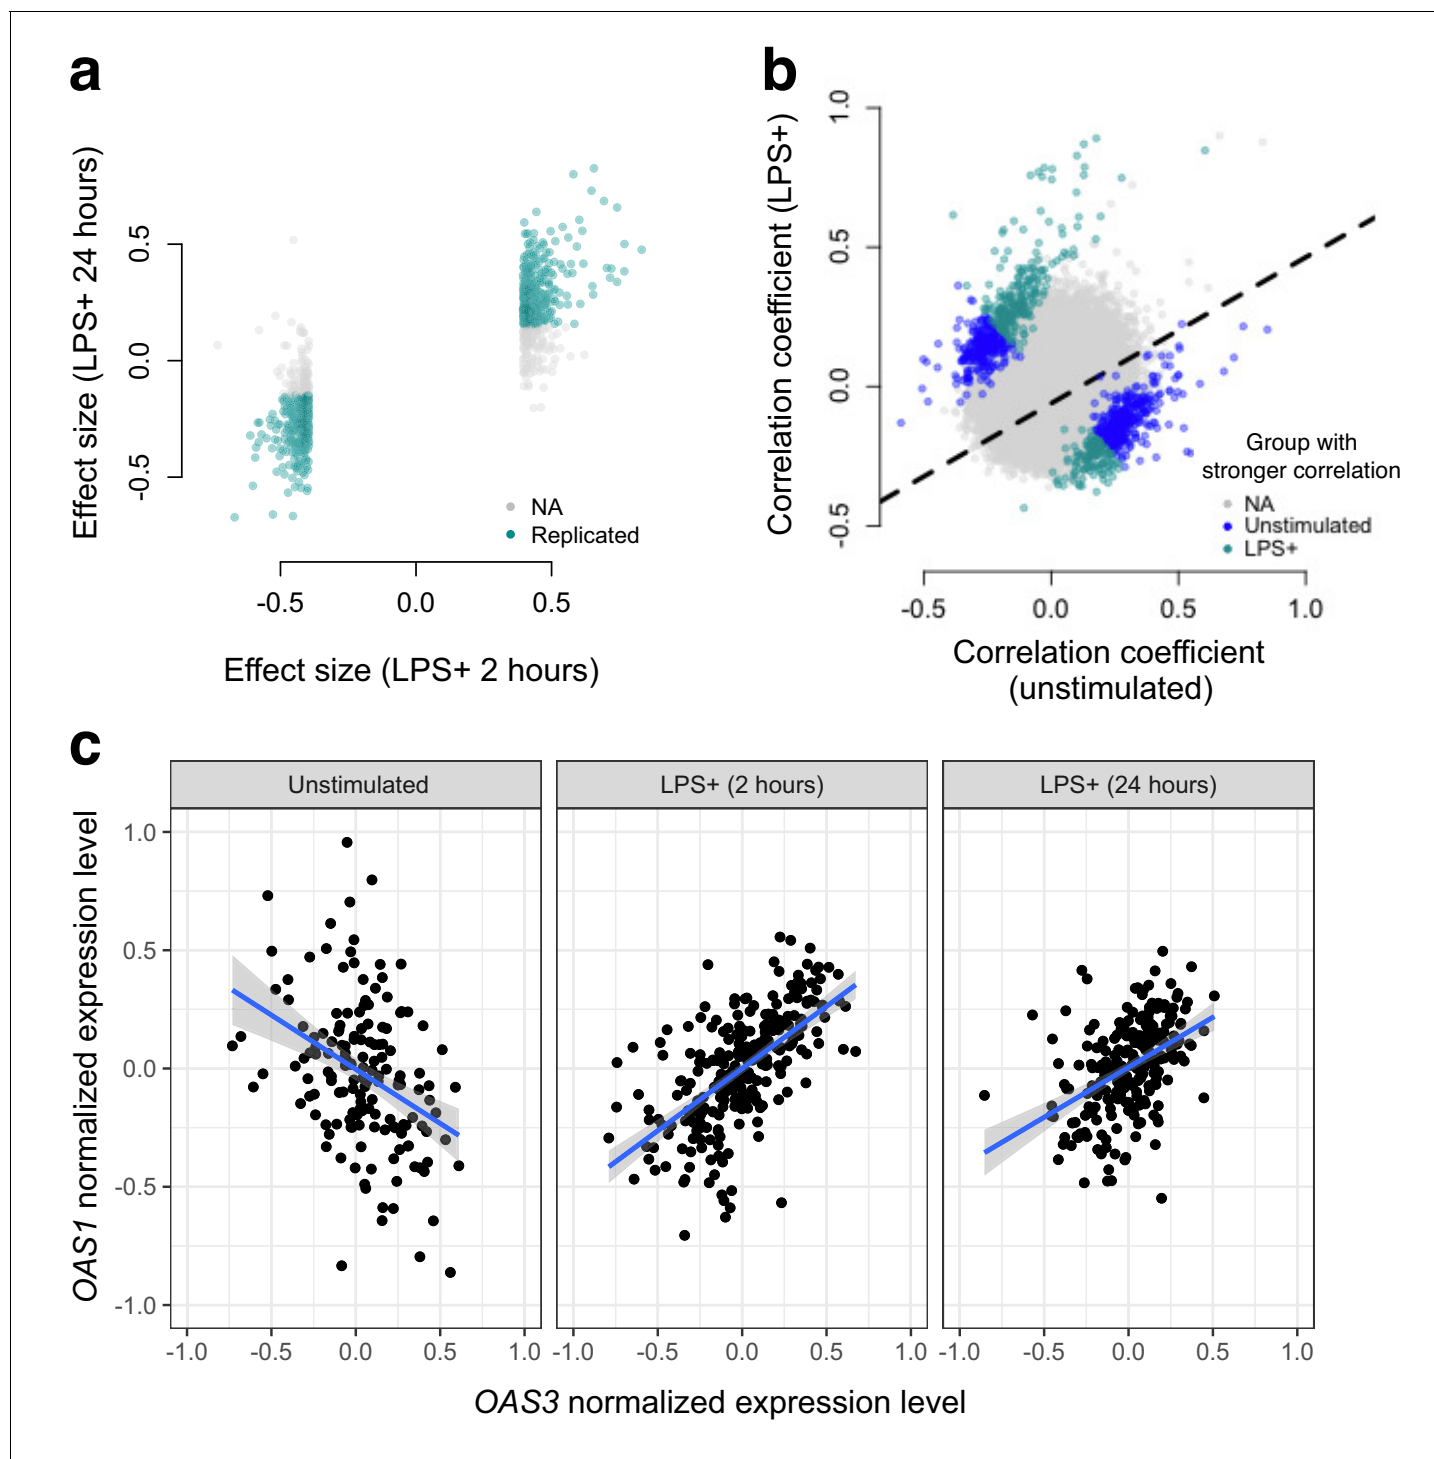 a
Effect size (LPS+ 24 hours)
0.5
0.0
-0.5
NA
Replicated
-0.5 0.0 0.5
Effect size (LPS+ 2 hours)
b
Correlation coefficient (LPS+)
1.0
0.5
0.0
-0.5
Group with
stronger correlation
NA
Unstimulated
LPS+
-0.5 0.0 0.5 1.0
Correlation coefficient
(unstimulated)
c
Unstimulated LPS+ (2 hours) LPS+ (24 hours)
OAS1 normalized expression level
1.0
0.5
0.0
-0.5
-1.0
-1.0 -0.5 0.0 0.5 1.0 -1.0 -0.5 0.0 0.5 1.0 -1.0 -0.5 0.0 0.5 1.0
OAS3 normalized expression level